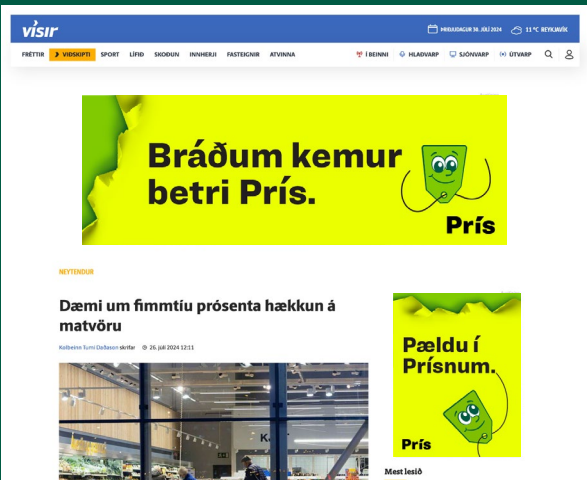 vísir
ÞRIÐJUDAGUR 30. JÚLÍ 2024
11°C REYKJAVÍK
FRÉTTIR VIÐSKIPTI SPORT LÍFIÐ SKOÐUN INNHERJI FASTEIGNIR ATVINNA Í BEINNI HLAÐVARP SJÓNVARP ÚTVARP
Bráðum kemur
betri Prís.
Prís
NEYTENDUR
Dæmi um fimmtíu prósenta hækkun á
matvöru
Kolbeinn Tumi Daðason skrifar 25. júlí 2024 12:11
Pældu í
Prísnum.
Prís
Mest lesið